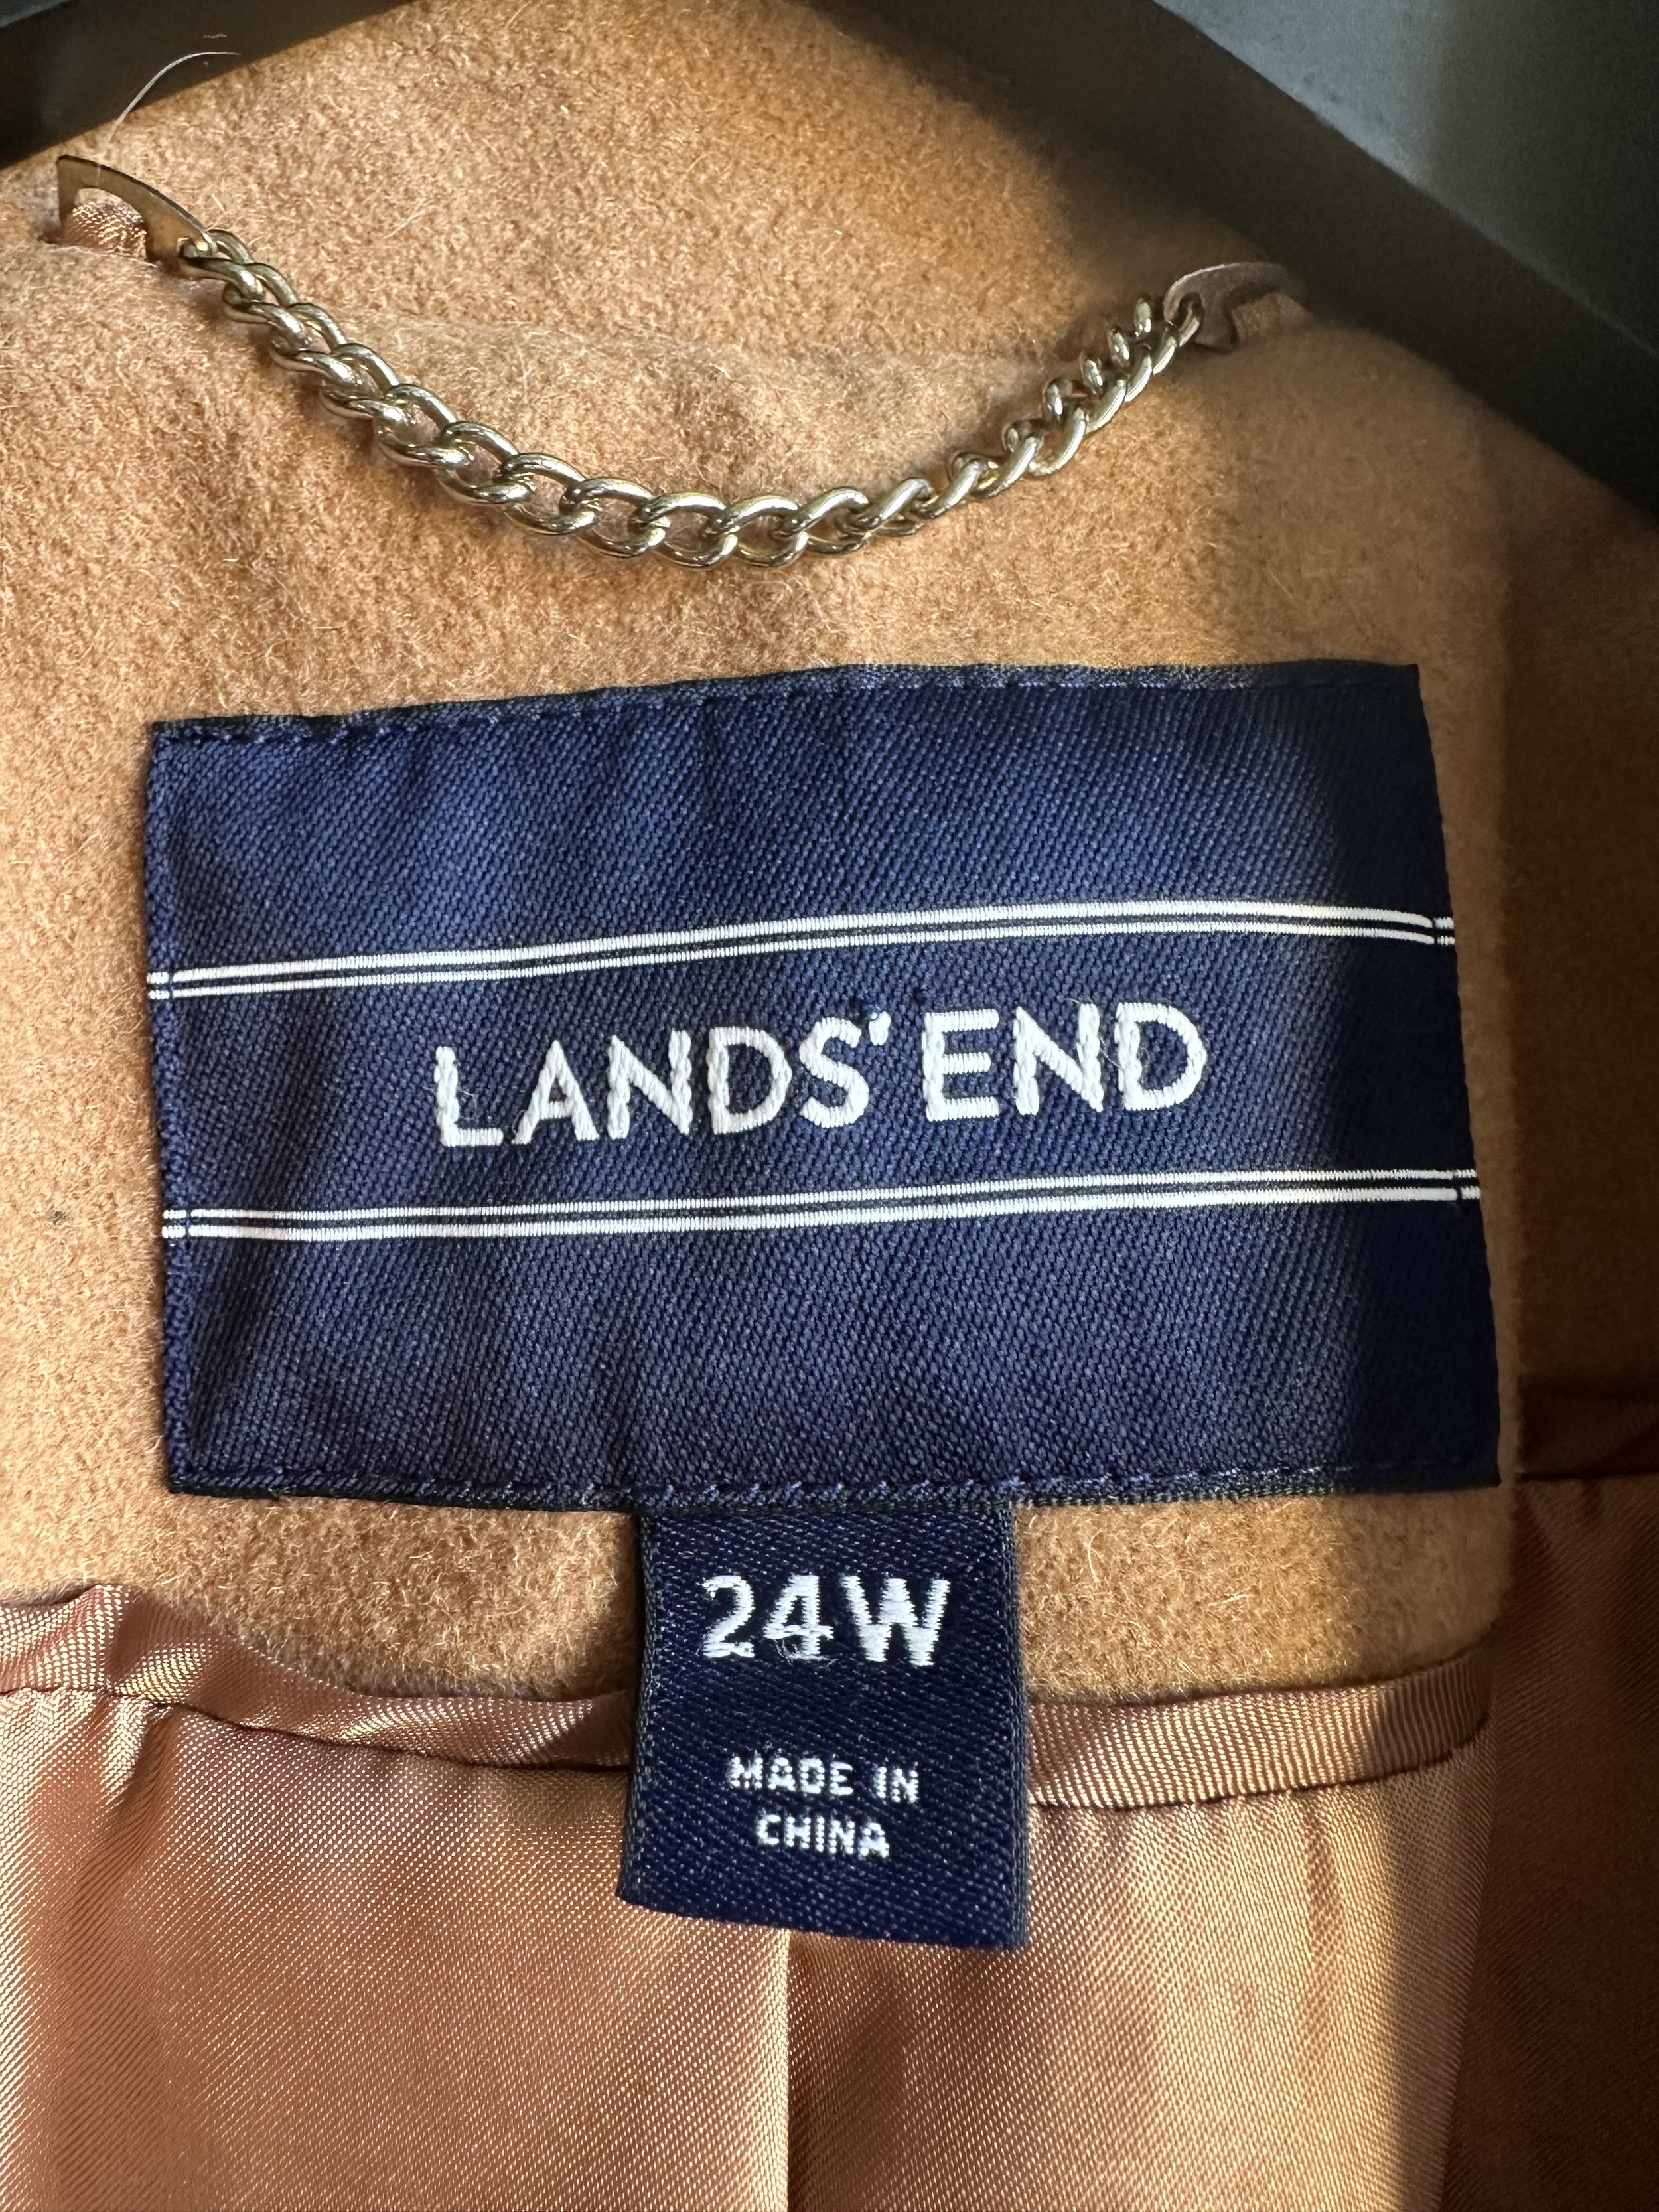 LANDS' END
24W
MADE IN
CHINA